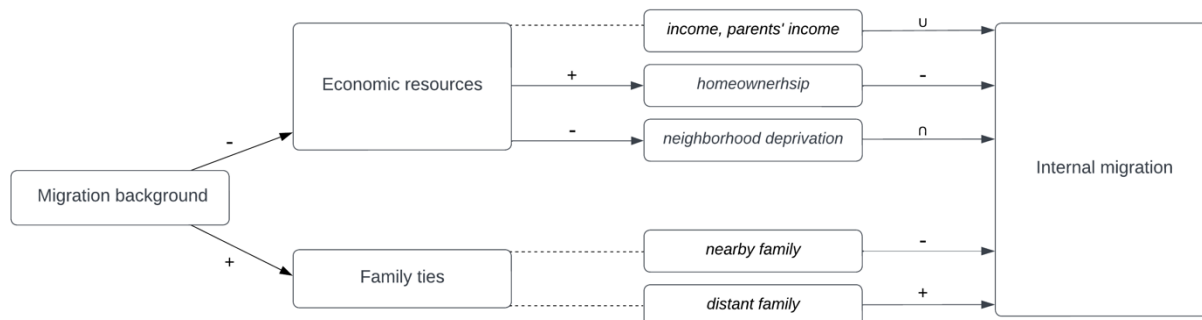 income, parents' income
∪
Economic resources
+
homeownerhsip
-
-
neighborhood deprivation
∩
-
Migration background
Internal migration
+
Family ties
nearby family
-
distant family
+